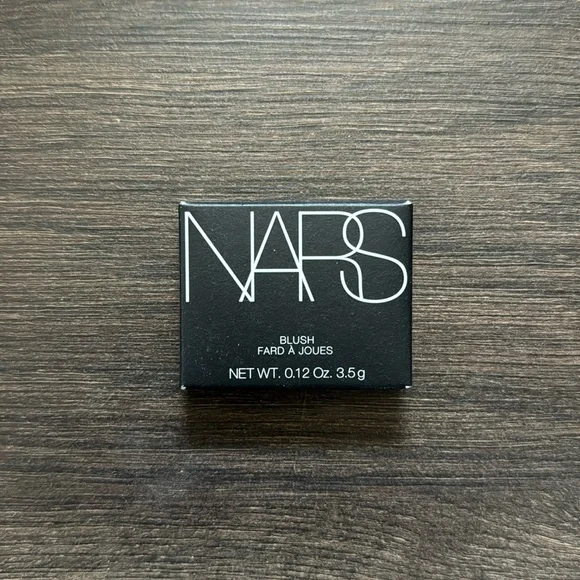 NARS
BLUSH
FARD À JOUES
NET WT. 0.12 Oz. 3.5 g